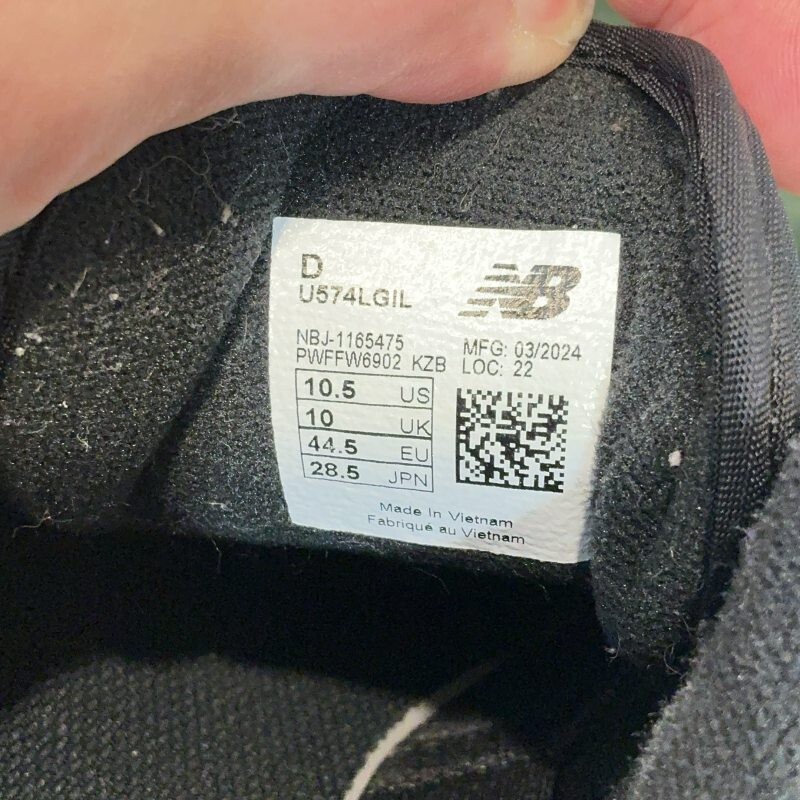 D
U574LGIL
NB
NBJ-1165475
PWFFW6902 KZB
MFG: 03/2024
LOC: 22
10.5 US
10 UK
44.5 EU
28.5 JPN
Made In Vietnam
Fabriqué au Vietnam